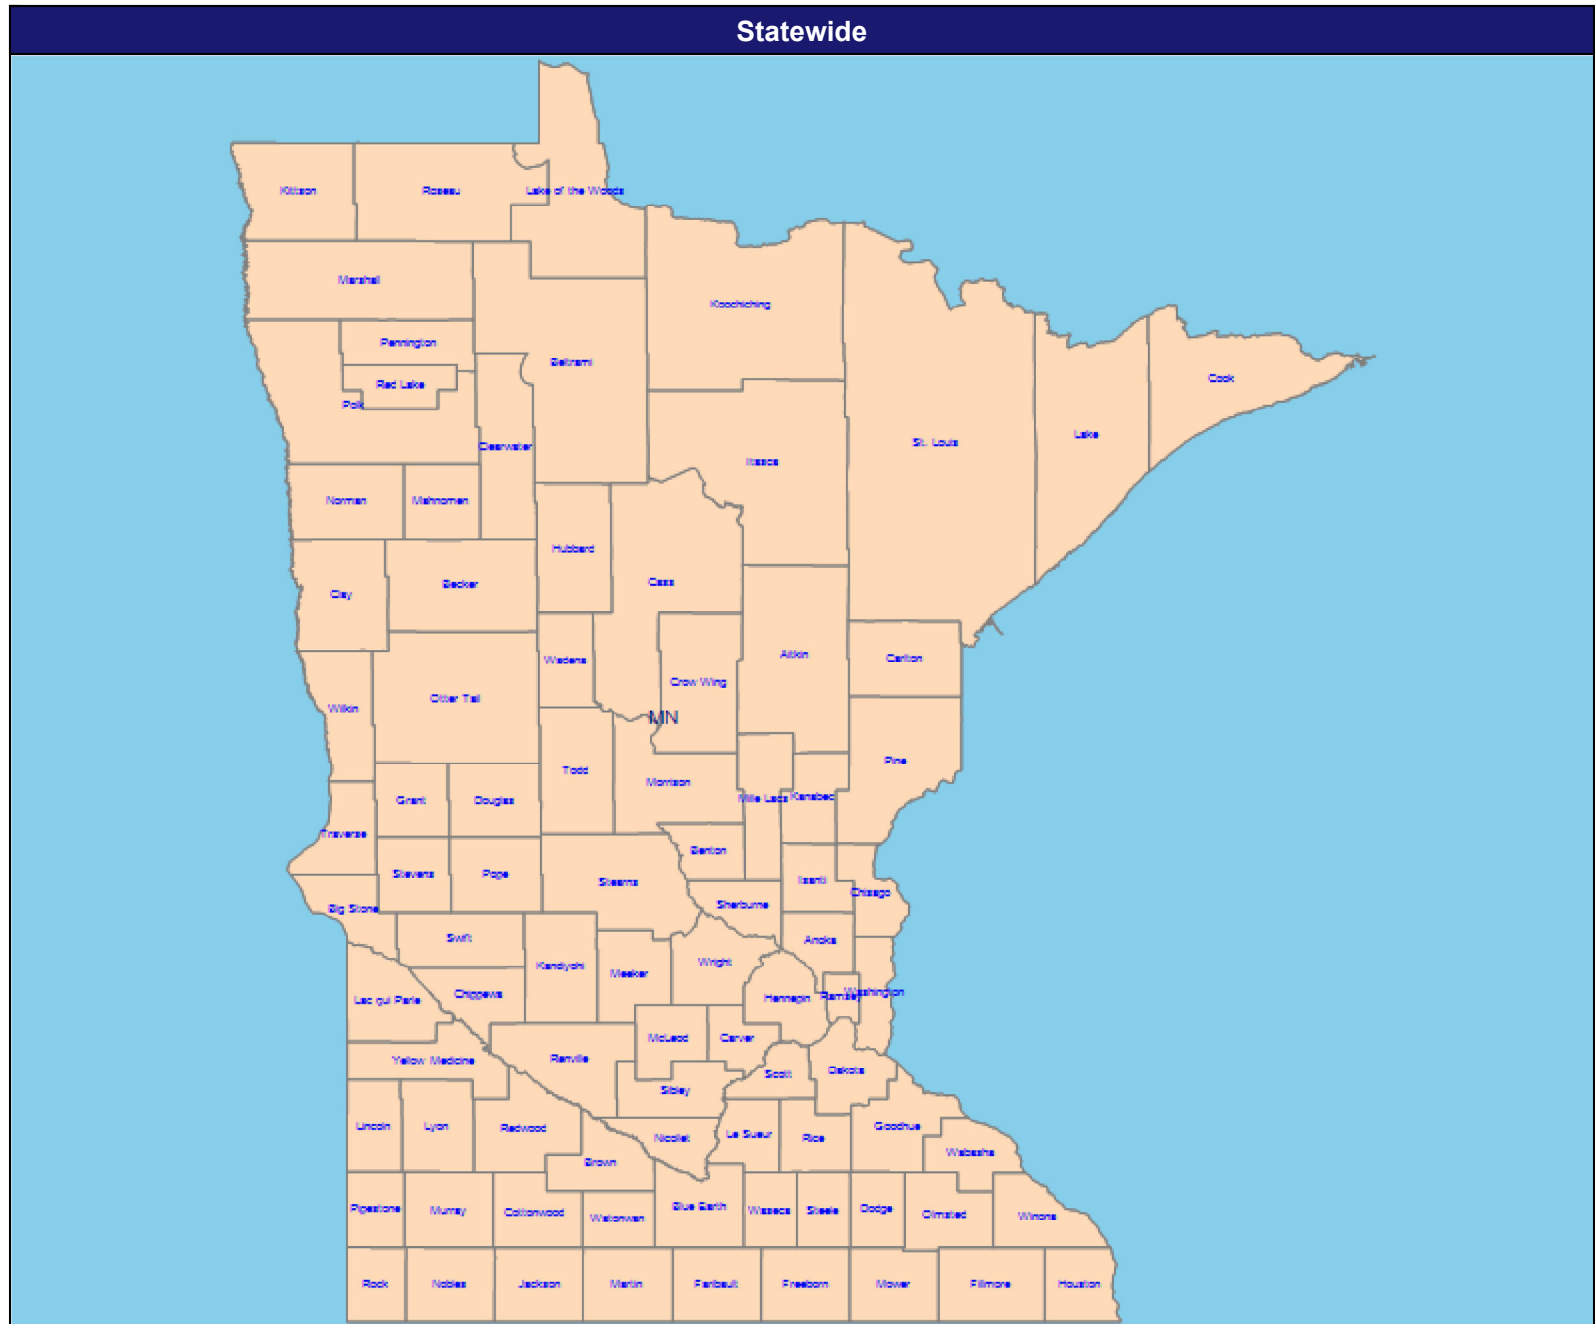 Statewide
Kittson
Roseau
Lake of the Woods
Marshall
Koochiching
Pennington
Beltrami
Red Lake
Cook
Polk
Lake
St. Louis
Clearwater
Itasca
Norman
Mahnomen
Hubbard
Cass
Becker
Clay
Aitkin
Carlton
Wadena
Crow Wing
Otter Tail
Wilkin
MN
Pine
Todd
Morrison
Mille Lacs
Kanabec
Grant
Douglas
Traverse
Benton
Stevens
Pope
Stearns
Isanti
Chisago
Sherburne
Big Stone
Swift
Anoka
Kandiyohi
Wright
Meeker
Chippewa
Washington
Ramsey
Hennepin
Lac qui Parle
McLeod
Carver
Renville
Yellow Medicine
Dakota
Scott
Sibley
Lincoln
Lyon
Redwood
Goodhue
Le Sueur
Rice
Nicollet
Wabasha
Brown
Blue Earth
Pipestone
Murray
Cottonwood
Watonwan
Waseca
Steele
Dodge
Olmsted
Winona
Rock
Nobles
Jackson
Martin
Faribault
Freeborn
Mower
Fillmore
Houston